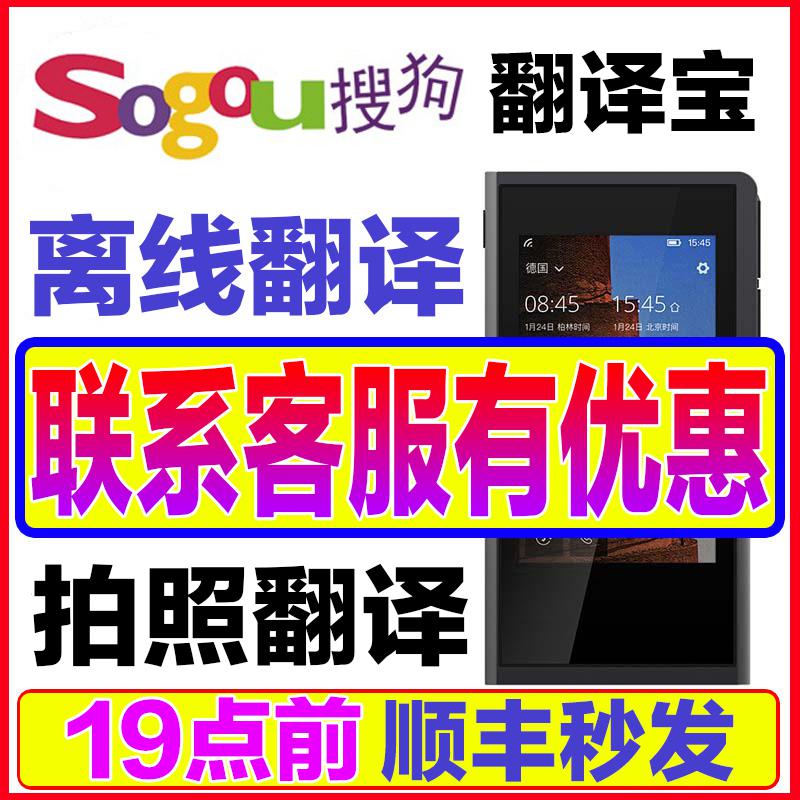 Sogou搜狗 翻译宝
离线翻译
15:45
德国
08:45 15:45
1月24日 柏林时间 1月24日 北京时间
联系客服有优惠
拍照翻译
19点前 顺丰秒发